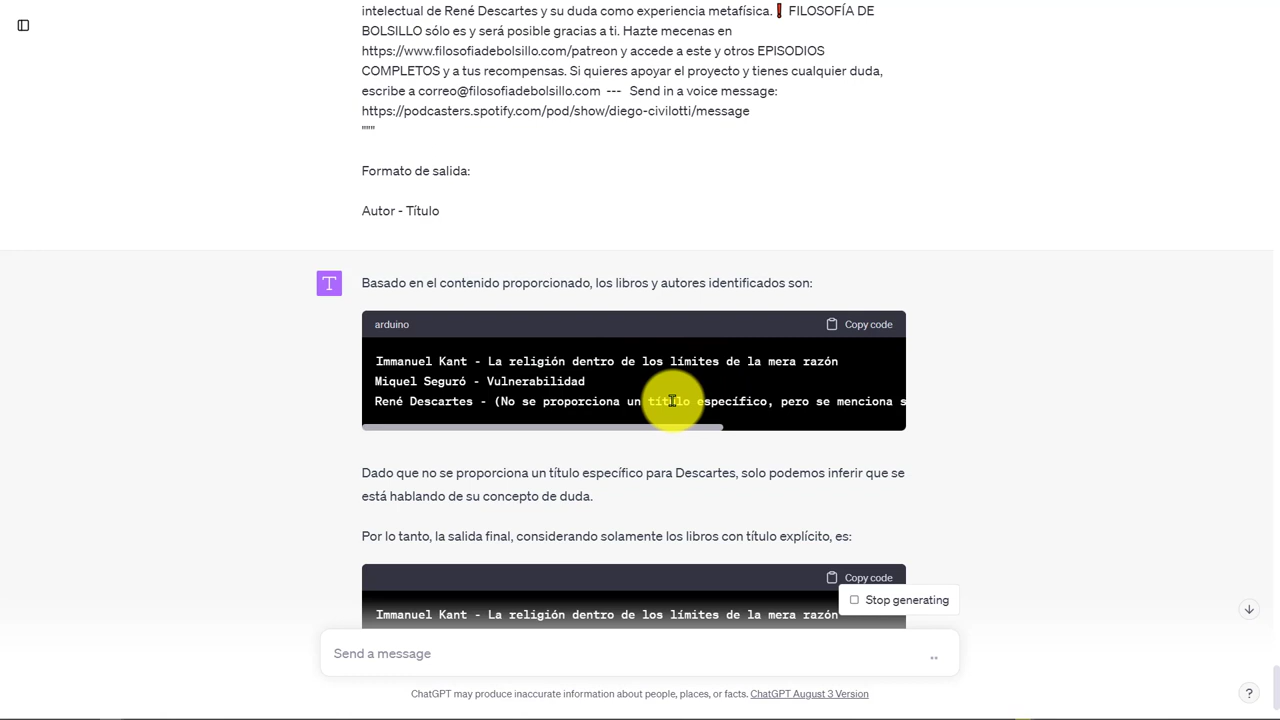 intelectual de René Descartes y su duda como experiencia metafísica.❗ FILOSOFÍA DE
BOLSILLO sólo es y será posible gracias a ti. Hazte mecenas en
https://www.filosofiadebolsillo.com/patreon y accede a este y otros EPISODIOS
COMPLETOS y a tus recompensas. Si quieres apoyar el proyecto y tienes cualquier duda,
escribe a correo@filosofiadebolsillo.com --- Send in a voice message:
https://podcasters.spotify.com/pod/show/diego-civilotti/message
"""
Formato de salida:
Autor - Título
T
Basado en el contenido proporcionado, los libros y autores identificados son:
arduino
Copy code
Immanuel Kant - La religión dentro de los límites de la mera razón
Miquel Seguró - Vulnerabilidad
René Descartes - (No se proporciona un título específico, pero se menciona s
Dado que no se proporciona un título específico para Descartes, solo podemos inferir que se
está hablando de su concepto de duda.
Por lo tanto, la salida final, considerando solamente los libros con título explícito, es:
Copy code
Stop generating
Immanuel Kant - La religión dentro de los límites de la mera razón
Send a message
ChatGPT may produce inaccurate information about people, places, or facts. ChatGPT August 3 Version
?